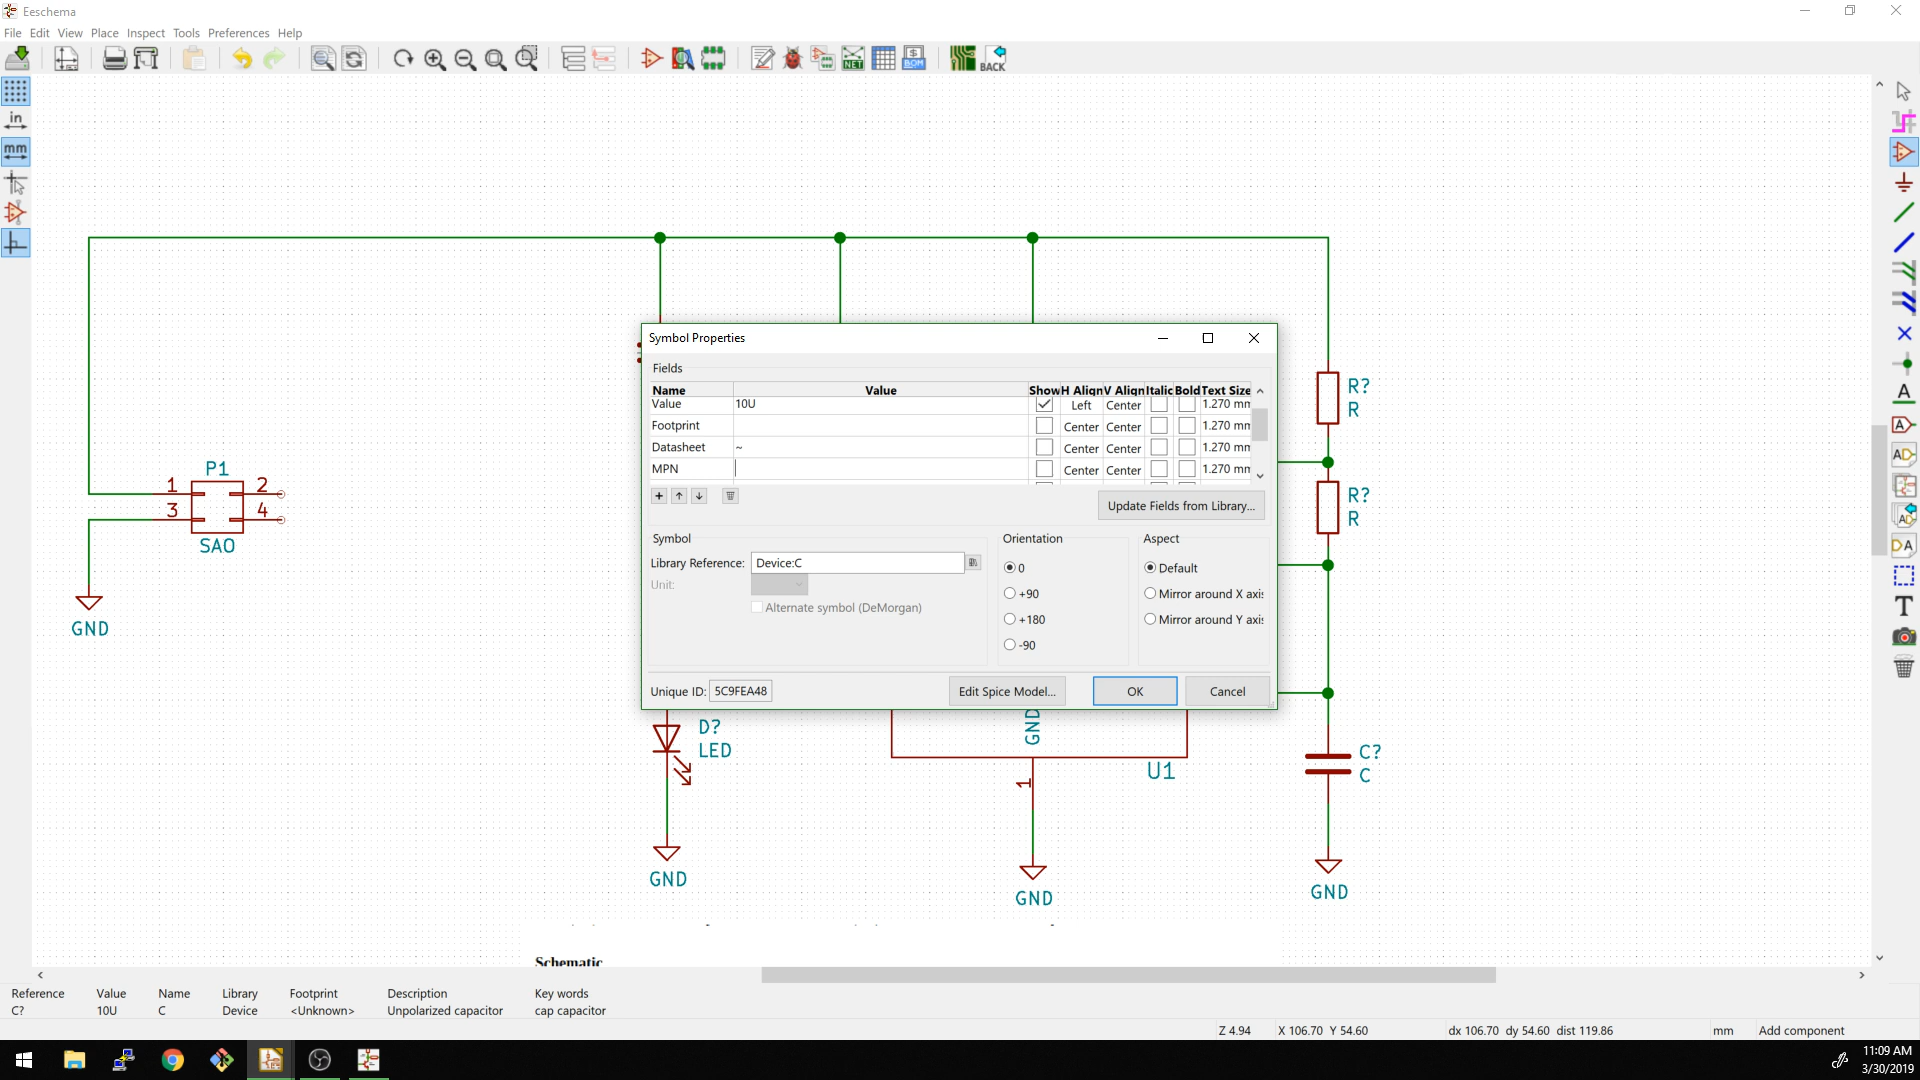 Eeschema
File Edit View Place Inspect Tools Preferences Help
NET
BOM
BACK
in
mm
P1
1 2
3 4
SAO
GND
Symbol Properties
Fields
Name Value Show H Align V Align Italic Bold Text Size
Value 10U Left Center 1.270 mm
Footprint Center Center 1.270 mm
Datasheet ~ Center Center 1.270 mm
MPN Center Center 1.270 mm
Update Fields from Library...
Symbol Orientation Aspect
Library Reference: Device:C
Unit:
Alternate symbol (DeMorgan)
0
+90
+180
-90
Default
Mirror around X axis
Mirror around Y axis
Unique ID: 5C9FEA48 Edit Spice Model... OK Cancel
R?
R
R?
R
D?
LED
GND
GND
U1
1
GND
C?
C
GND
Schematic
Reference Value Name Library Footprint Description Key words
C? 10U C Device <Unknown> Unpolarized capacitor cap capacitor
Z 4.94 X 106.70 Y 54.60 dx 106.70 dy 54.60 dist 119.86 mm Add component
11:09 AM
3/30/2019